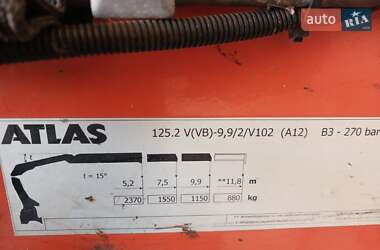 auto RIA
ATLAS
125.2 V(VB)-9,9/2/V102 (A12) B3 - 270 bar
t
t = 15°
5,2 7,5 9,9 **11,8 m
2370 1550 1150 880 kg